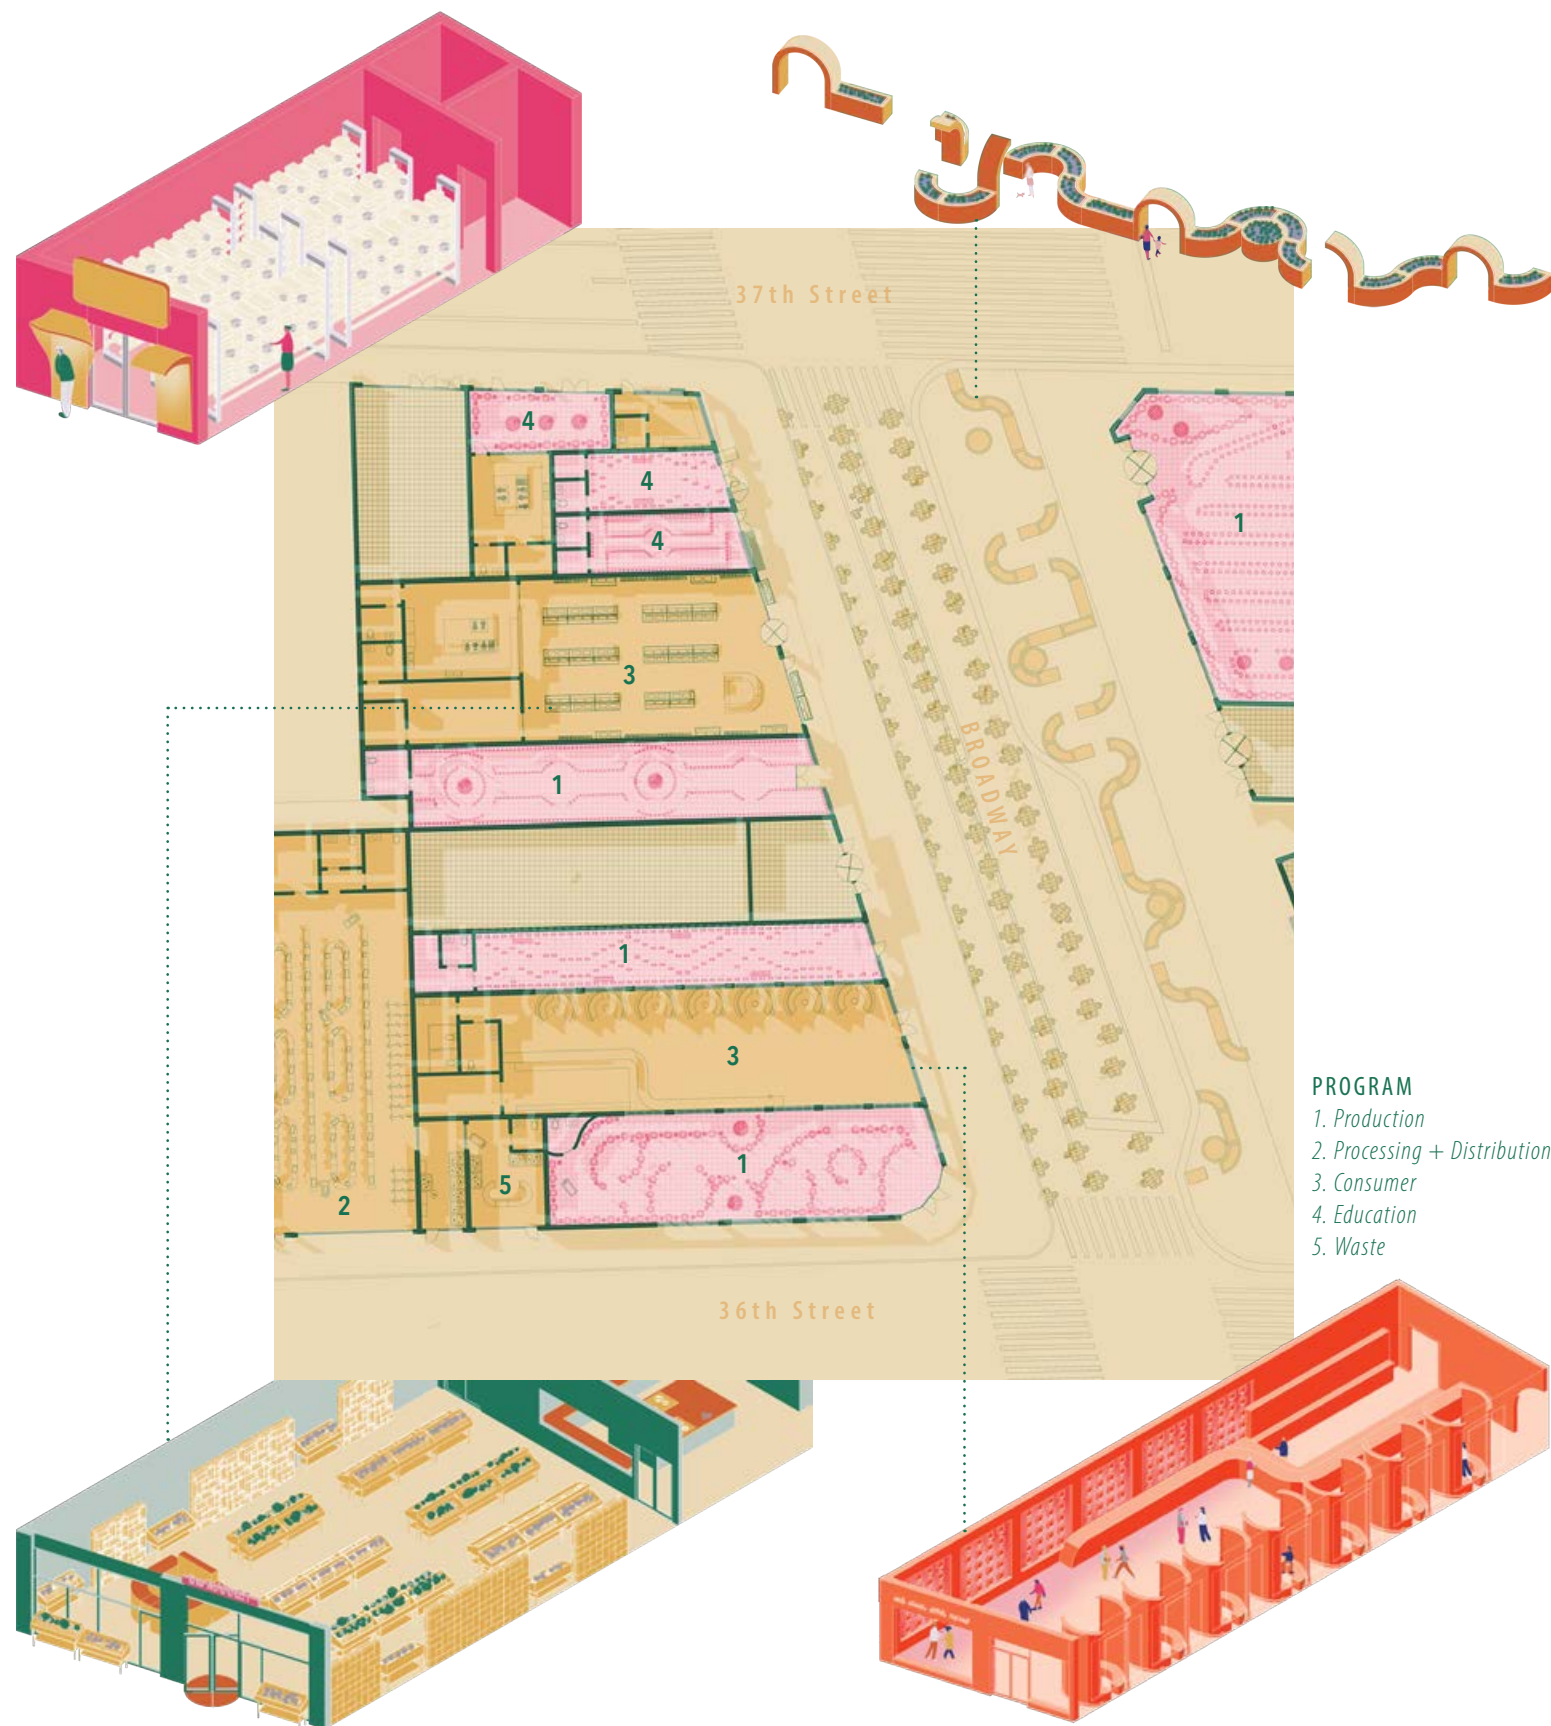 37th Street
4
4
1
4
3
BROADWAY
1
1
3
PROGRAM
1. Production
2. Processing + Distribution
1
3. Consumer
5
2
4. Education
5. Waste
36th Street